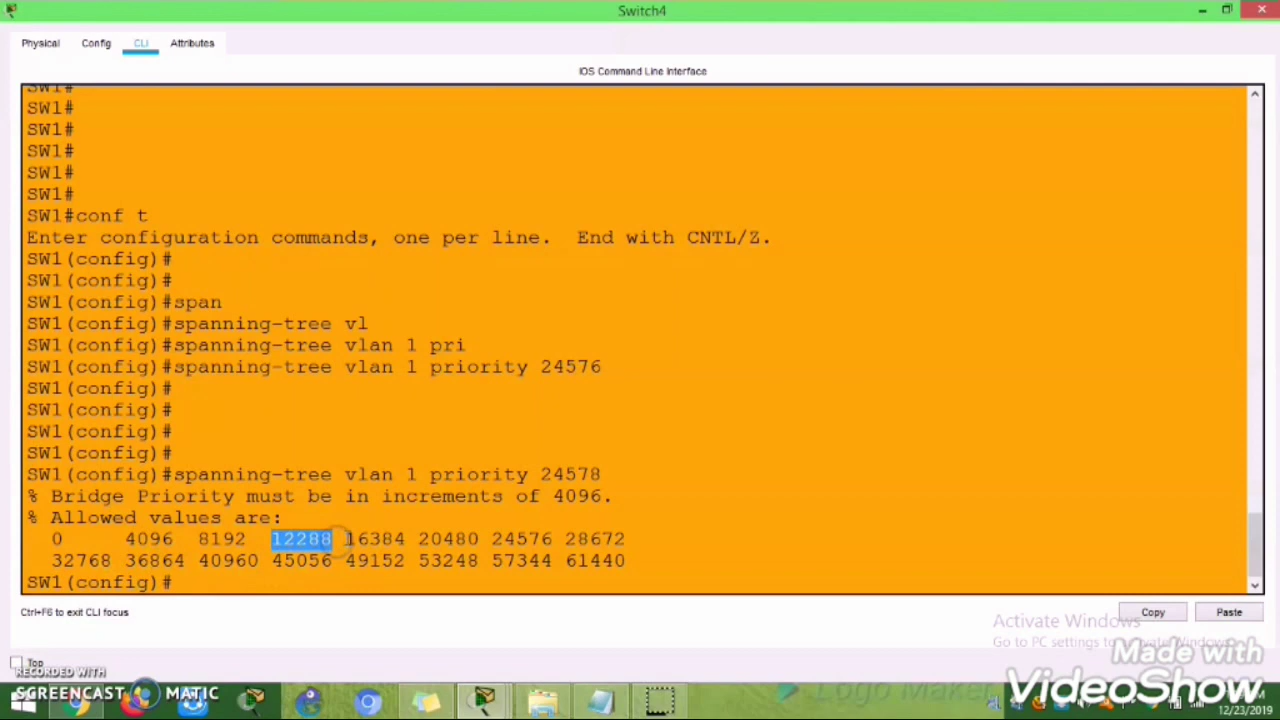 Switch4
Physical Config CLI Attributes
IOS Command Line Interface
SW1#
SW1#
SW1#
SW1#
SW1#
SW1#
SW1#conf t
Enter configuration commands, one per line.  End with CNTL/Z.
SW1(config)#
SW1(config)#
SW1(config)#span
SW1(config)#spanning-tree vl
SW1(config)#spanning-tree vlan 1 pri
SW1(config)#spanning-tree vlan 1 priority 24576
SW1(config)#
SW1(config)#
SW1(config)#
SW1(config)#
SW1(config)#spanning-tree vlan 1 priority 24578
% Bridge Priority must be in increments of 4096.
% Allowed values are:
0 4096 8192 12288 16384 20480 24576 28672
32768 36864 40960 45056 49152 53248 57344 61440
SW1(config)#
Ctrl+F6 to exit CLI focus
Copy Paste
Activate Windows
Go to PC settings to Activate Windows.
Top
RECORDED WITH
SCREENCAST MATIC
Made with
VideoShow
LogoMaker
12/23/2019